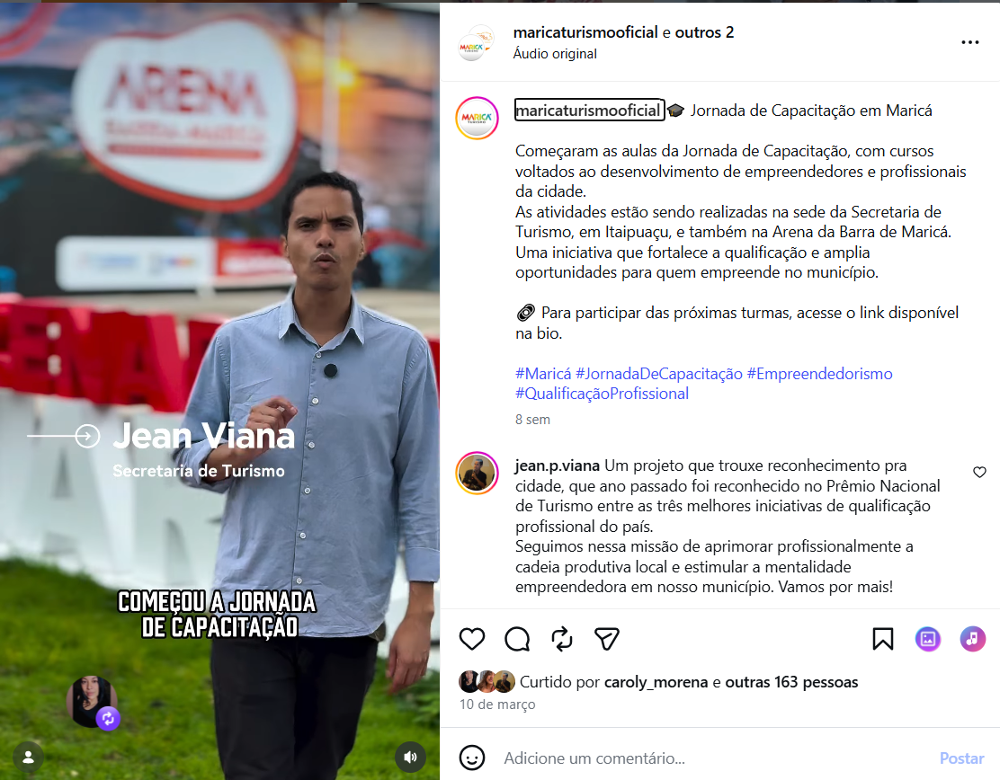 ARENA
BARRA DE MARICÁ
Jean Viana
Secretaria de Turismo
COMEÇOU A JORNADA
DE CAPACITAÇÃO
maricaturismooficial e outros 2
Áudio original
MARICÁ
TURISMO
maricaturismooficial 🎓 Jornada de Capacitação em Maricá
Começaram as aulas da Jornada de Capacitação, com cursos
voltados ao desenvolvimento de empreendedores e profissionais
da cidade.
As atividades estão sendo realizadas na sede da Secretaria de
Turismo, em Itaipuaçu, e também na Arena da Barra de Maricá.
Uma iniciativa que fortalece a qualificação e amplia
oportunidades para quem empreende no município.
🔗 Para participar das próximas turmas, acesse o link disponível
na bio.
#Maricá #JornadaDeCapacitação #Empreendedorismo
#QualificaçãoProfissional
8 sem
jean.p.viana Um projeto que trouxe reconhecimento pra
cidade, que ano passado foi reconhecido no Prêmio Nacional
de Turismo entre as três melhores iniciativas de qualificação
profissional do país.
Seguimos nessa missão de aprimorar profissionalmente a
cadeia produtiva local e estimular a mentalidade
empreendedora em nosso município. Vamos por mais!
Curtido por caroly_morena e outras 163 pessoas
10 de março
Adicione um comentário...
Postar